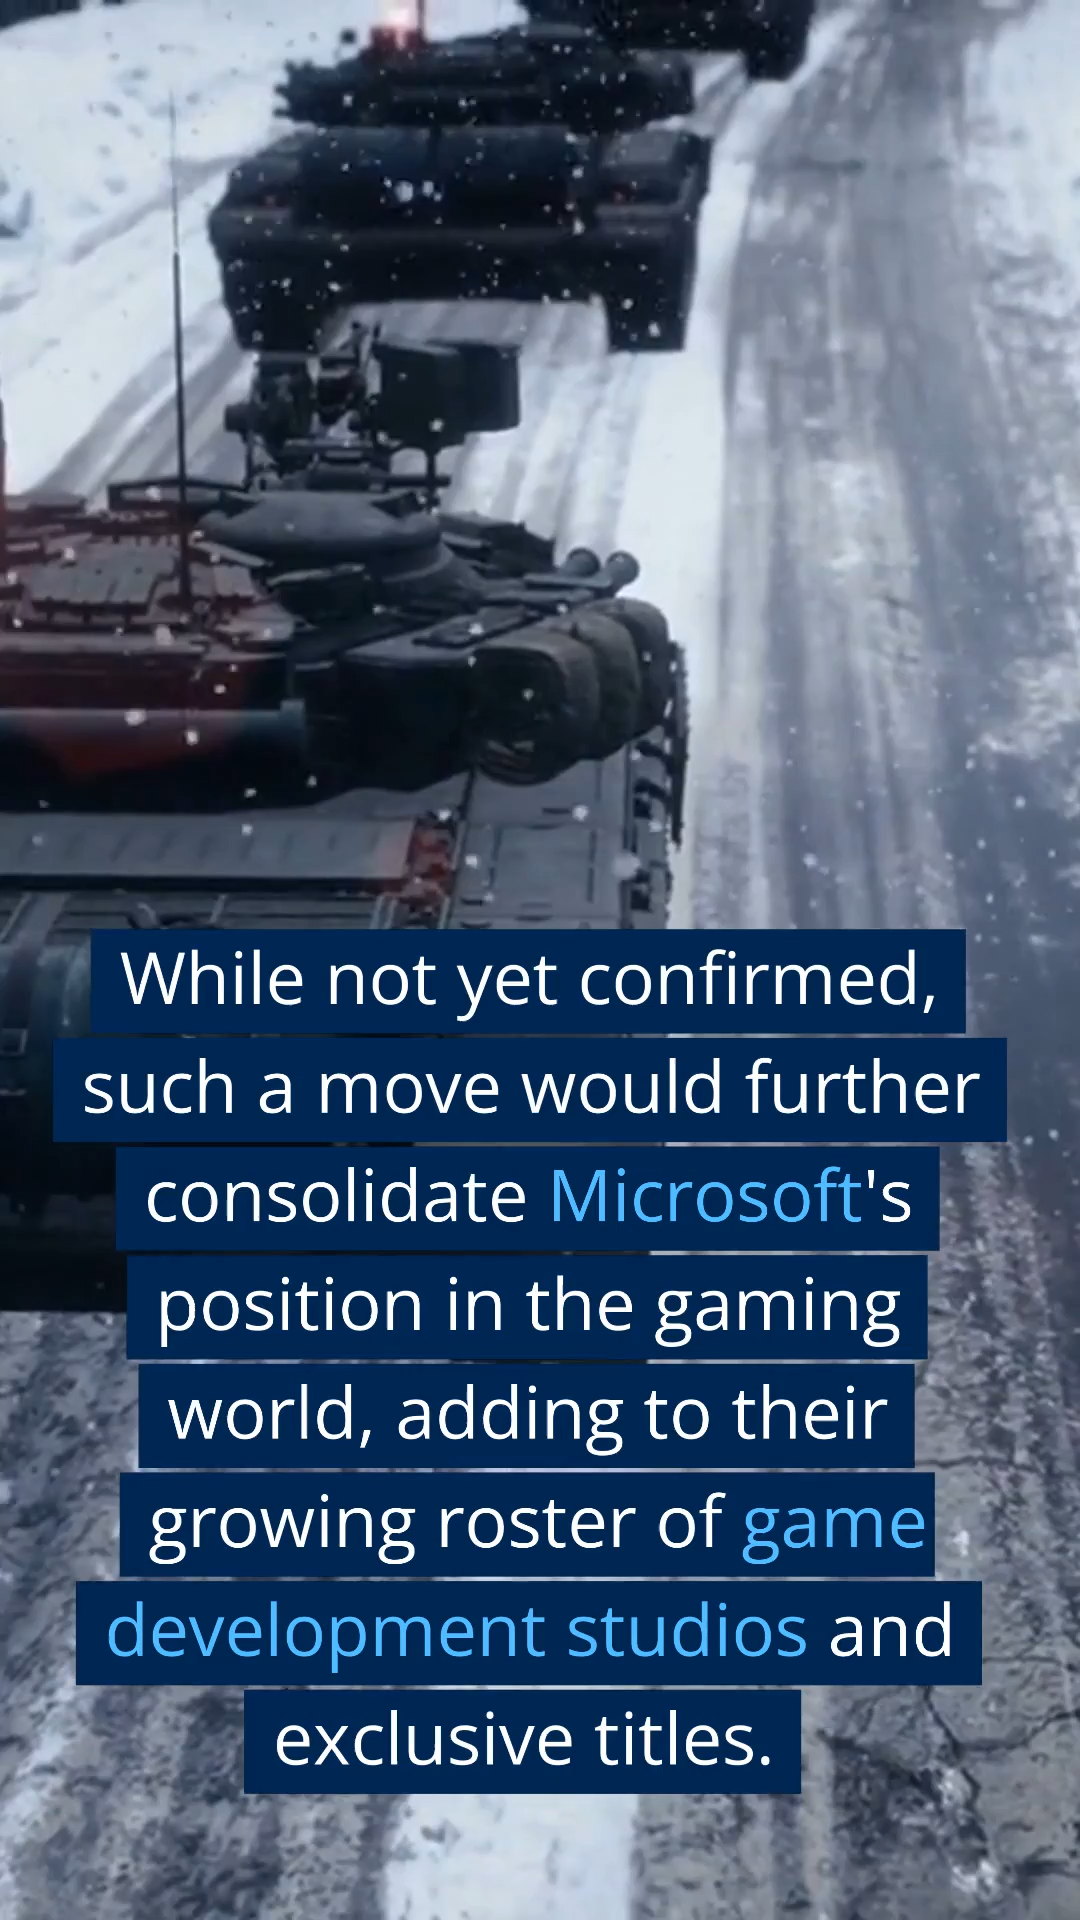 While not yet confirmed,
such a move would further
consolidate Microsoft's
position in the gaming
world, adding to their
growing roster of game
development studios and
exclusive titles.